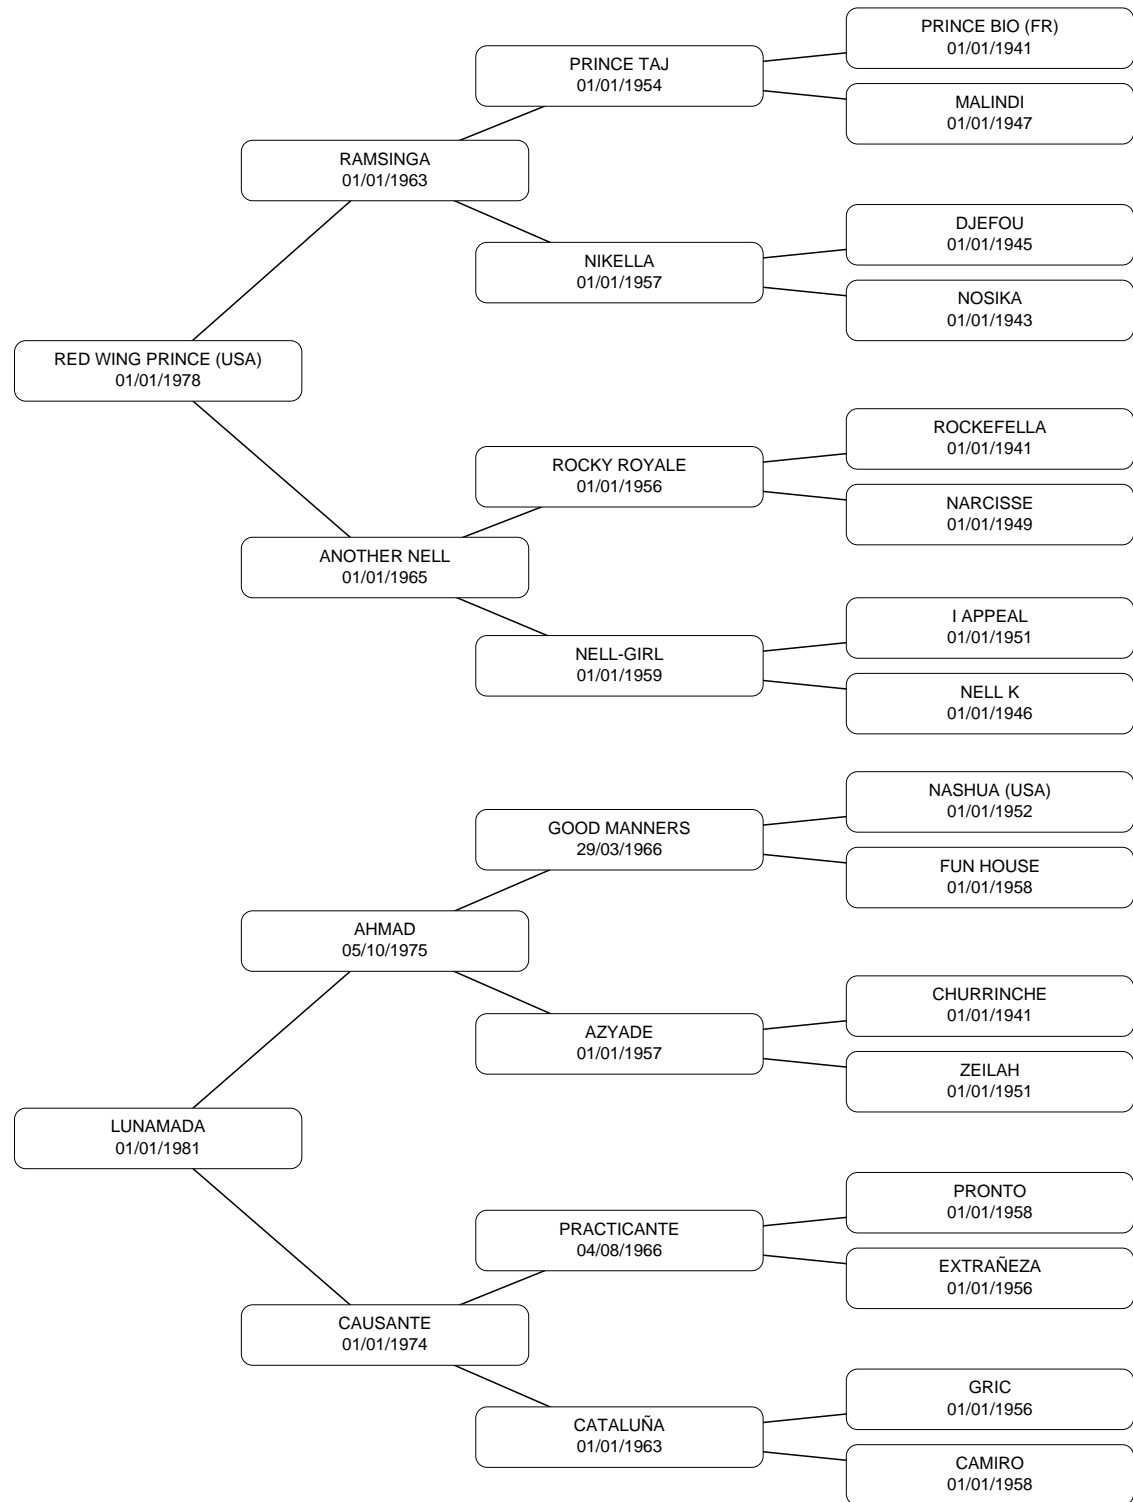 PRINCE BIO (FR)
01/01/1941
PRINCE TAJ
01/01/1954
MALINDI
01/01/1947
RAMSINGA
01/01/1963
DJEFOU
01/01/1945
NIKELLA
01/01/1957
NOSIKA
01/01/1943
RED WING PRINCE (USA)
01/01/1978
ROCKEFELLA
01/01/1941
ROCKY ROYALE
01/01/1956
NARCISSE
01/01/1949
ANOTHER NELL
01/01/1965
I APPEAL
01/01/1951
NELL-GIRL
01/01/1959
NELL K
01/01/1946
NASHUA (USA)
01/01/1952
GOOD MANNERS
29/03/1966
FUN HOUSE
01/01/1958
AHMAD
05/10/1975
CHURRINCHE
01/01/1941
AZYADE
01/01/1957
ZEILAH
01/01/1951
LUNAMADA
01/01/1981
PRONTO
01/01/1958
PRACTICANTE
04/08/1966
EXTRAÑEZA
01/01/1956
CAUSANTE
01/01/1974
GRIC
01/01/1956
CATALUÑA
01/01/1963
CAMIRO
01/01/1958